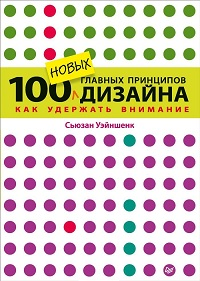 НОВЫХ
100 ГЛАВНЫХ ПРИНЦИПОВ
ДИЗАЙНА
КАК УДЕРЖАТЬ ВНИМАНИЕ
Сьюзан Уэйншенк